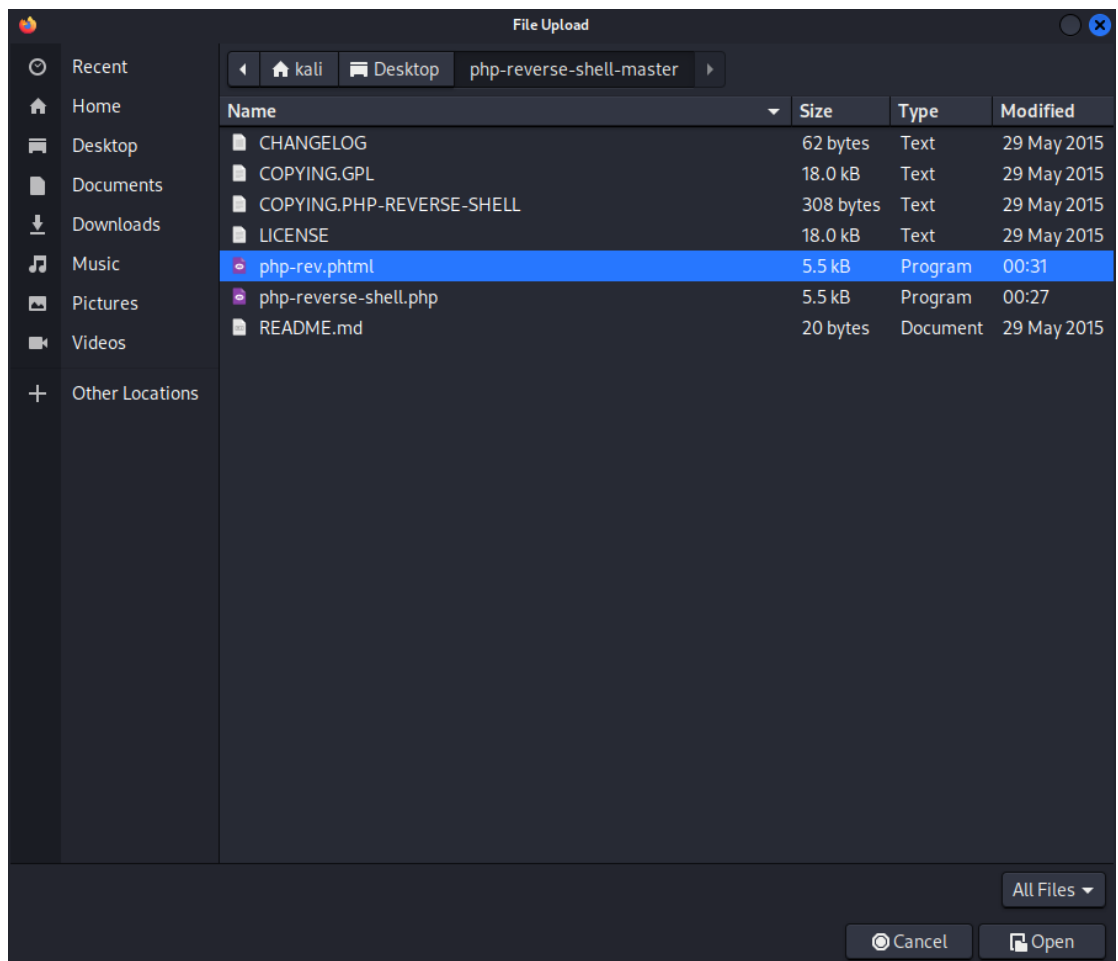 File Upload
Recent
Home
Desktop
Documents
Downloads
Music
Pictures
Videos
Other Locations
kali Desktop php-reverse-shell-master
Name Size Type Modified
CHANGELOG 62 bytes Text 29 May 2015
COPYING.GPL 18.0 kB Text 29 May 2015
COPYING.PHP-REVERSE-SHELL 308 bytes Text 29 May 2015
LICENSE 18.0 kB Text 29 May 2015
php-rev.phtml 5.5 kB Program 00:31
php-reverse-shell.php 5.5 kB Program 00:27
README.md 20 bytes Document 29 May 2015
All Files
Cancel Open